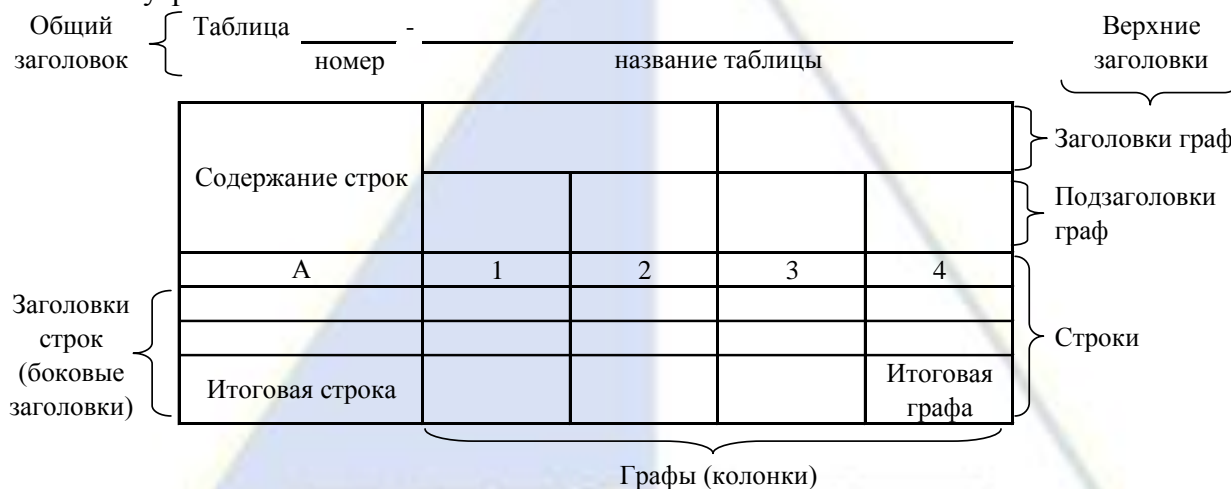 Общий
заголовок
Таблица - 
номер
название таблицы
Верхние
заголовки
Содержание строк
Заголовки граф
Подзаголовки
граф
А 1 2 3 4
Заголовки
строк
(боковые
заголовки)
Строки
Итоговая строка
Итоговая
графа
Графы (колонки)